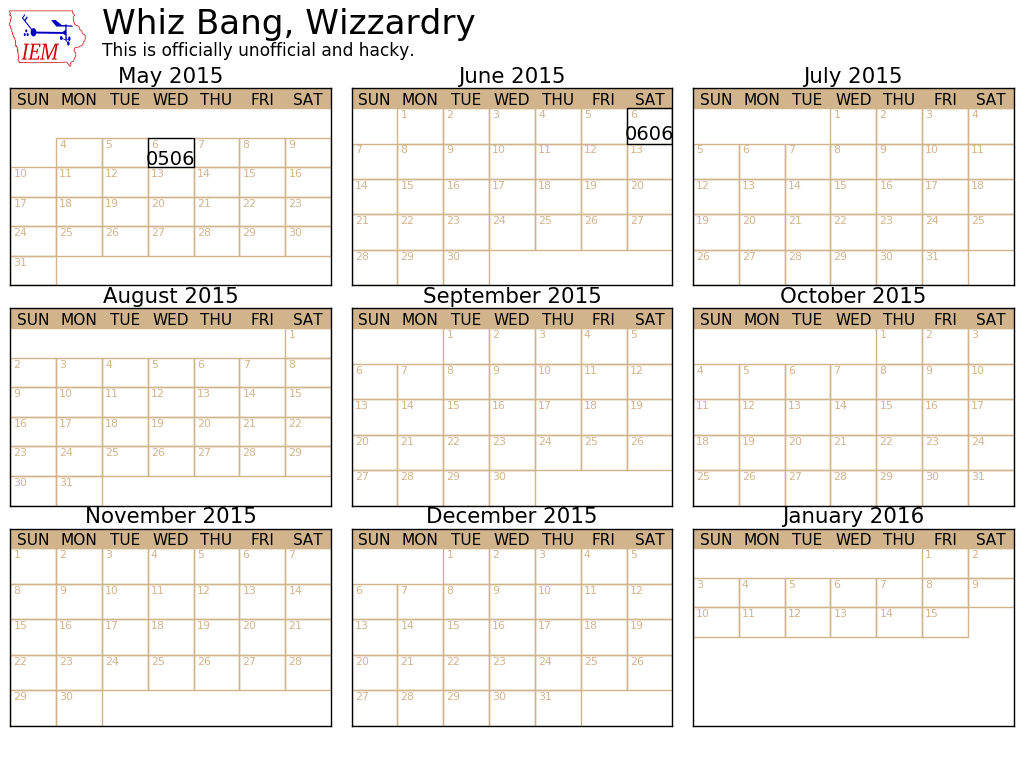 IEM
Whiz Bang, Wizzardry
This is officially unofficial and hacky.
May 2015
SUN MON TUE WED THU FRI SAT
4 5 6 7 8 9
0506
10 11 12 13 14 15 16
17 18 19 20 21 22 23
24 25 26 27 28 29 30
31
June 2015
SUN MON TUE WED THU FRI SAT
1 2 3 4 5 6
0606
7 8 9 10 11 12 13
14 15 16 17 18 19 20
21 22 23 24 25 26 27
28 29 30
July 2015
SUN MON TUE WED THU FRI SAT
1 2 3 4
5 6 7 8 9 10 11
12 13 14 15 16 17 18
19 20 21 22 23 24 25
26 27 28 29 30 31
August 2015
SUN MON TUE WED THU FRI SAT
1
2 3 4 5 6 7 8
9 10 11 12 13 14 15
16 17 18 19 20 21 22
23 24 25 26 27 28 29
30 31
September 2015
SUN MON TUE WED THU FRI SAT
1 2 3 4 5
6 7 8 9 10 11 12
13 14 15 16 17 18 19
20 21 22 23 24 25 26
27 28 29 30
October 2015
SUN MON TUE WED THU FRI SAT
1 2 3
4 5 6 7 8 9 10
11 12 13 14 15 16 17
18 19 20 21 22 23 24
25 26 27 28 29 30 31
November 2015
SUN MON TUE WED THU FRI SAT
1 2 3 4 5 6 7
8 9 10 11 12 13 14
15 16 17 18 19 20 21
22 23 24 25 26 27 28
29 30
December 2015
SUN MON TUE WED THU FRI SAT
1 2 3 4 5
6 7 8 9 10 11 12
13 14 15 16 17 18 19
20 21 22 23 24 25 26
27 28 29 30 31
January 2016
SUN MON TUE WED THU FRI SAT
1 2
3 4 5 6 7 8 9
10 11 12 13 14 15